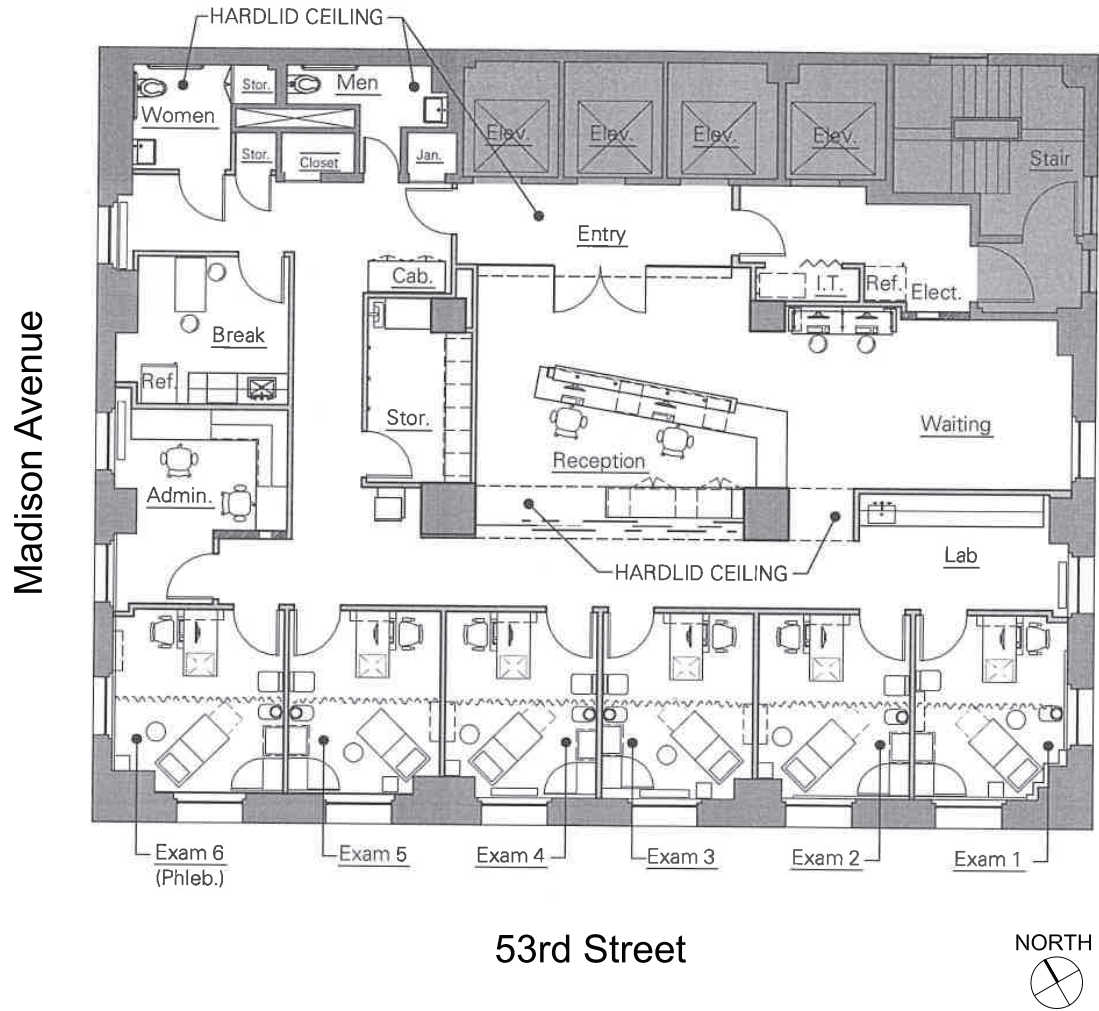 HARDLID CEILING
Stor.
Men
Women
Elev.
Elev.
Elev.
Elev.
Stor.
Closet
Jan.
Stair
Entry
Cab.
I.T.
Ref.
Elect.
Break
Ref.
Stor.
Waiting
Reception
Admin.
Lab
HARDLID CEILING
Exam 6
(Phleb.)
Exam 5
Exam 4
Exam 3
Exam 2
Exam 1
Madison Avenue
53rd Street
NORTH